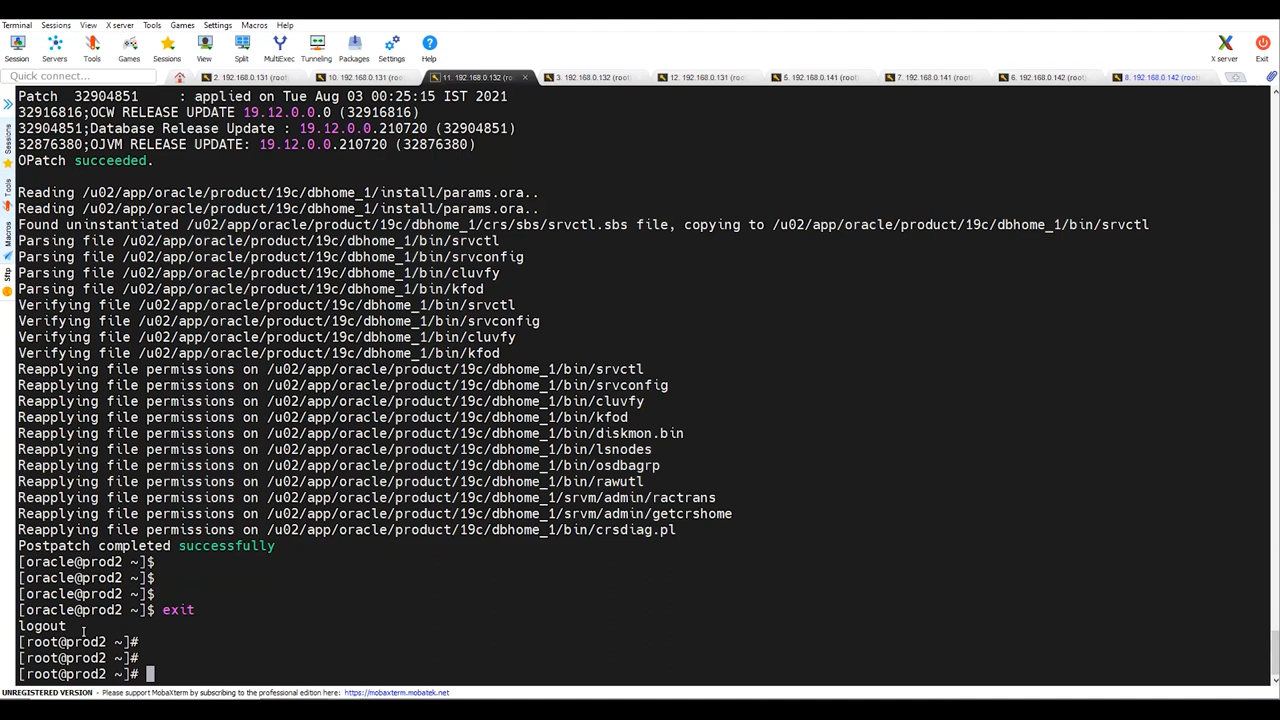 Terminal Sessions View X server Tools Games Settings Macros Help
Session Servers Tools Games Sessions View Split MultiExec Tunneling Packages Settings Help X server Exit
Quick connect... 2. 192.168.0.131 (root) 10. 192.168.0.131 (root) 11. 192.168.0.132 (root) 3. 192.168.0.132 (root) 12. 192.168.0.131 (root) 5. 192.168.0.141 (root) 7. 192.168.0.141 (root) 6. 192.168.0.142 (root) 8. 192.168.0.142 (root)
Sessions
Tools
Macros
Sftp
Patch  32904851     : applied on Tue Aug 03 00:25:15 IST 2021
32916816;OCW RELEASE UPDATE 19.12.0.0.0 (32916816)
32904851;Database Release Update : 19.12.0.0.210720 (32904851)
32876380;OJVM RELEASE UPDATE: 19.12.0.0.210720 (32876380)
OPatch succeeded.
Reading /u02/app/oracle/product/19c/dbhome_1/install/params.ora..
Reading /u02/app/oracle/product/19c/dbhome_1/install/params.ora..
Found uninstantiated /u02/app/oracle/product/19c/dbhome_1/crs/sbs/srvctl.sbs file, copying to /u02/app/oracle/product/19c/dbhome_1/bin/srvctl
Parsing file /u02/app/oracle/product/19c/dbhome_1/bin/srvctl
Parsing file /u02/app/oracle/product/19c/dbhome_1/bin/srvconfig
Parsing file /u02/app/oracle/product/19c/dbhome_1/bin/cluvfy
Parsing file /u02/app/oracle/product/19c/dbhome_1/bin/kfod
Verifying file /u02/app/oracle/product/19c/dbhome_1/bin/srvctl
Verifying file /u02/app/oracle/product/19c/dbhome_1/bin/srvconfig
Verifying file /u02/app/oracle/product/19c/dbhome_1/bin/cluvfy
Verifying file /u02/app/oracle/product/19c/dbhome_1/bin/kfod
Reapplying file permissions on /u02/app/oracle/product/19c/dbhome_1/bin/srvctl
Reapplying file permissions on /u02/app/oracle/product/19c/dbhome_1/bin/srvconfig
Reapplying file permissions on /u02/app/oracle/product/19c/dbhome_1/bin/cluvfy
Reapplying file permissions on /u02/app/oracle/product/19c/dbhome_1/bin/kfod
Reapplying file permissions on /u02/app/oracle/product/19c/dbhome_1/bin/diskmon.bin
Reapplying file permissions on /u02/app/oracle/product/19c/dbhome_1/bin/lsnodes
Reapplying file permissions on /u02/app/oracle/product/19c/dbhome_1/bin/osdbagrp
Reapplying file permissions on /u02/app/oracle/product/19c/dbhome_1/bin/rawutl
Reapplying file permissions on /u02/app/oracle/product/19c/dbhome_1/srvm/admin/ractrans
Reapplying file permissions on /u02/app/oracle/product/19c/dbhome_1/srvm/admin/getcrshome
Reapplying file permissions on /u02/app/oracle/product/19c/dbhome_1/bin/crsdiag.pl
Postpatch completed successfully
[oracle@prod2 ~]$
[oracle@prod2 ~]$
[oracle@prod2 ~]$
[oracle@prod2 ~]$ exit
logout
[root@prod2 ~]#
[root@prod2 ~]#
[root@prod2 ~]#
UNREGISTERED VERSION - Please support MobaXterm by subscribing to the professional edition here: https://mobaxterm.mobatek.net